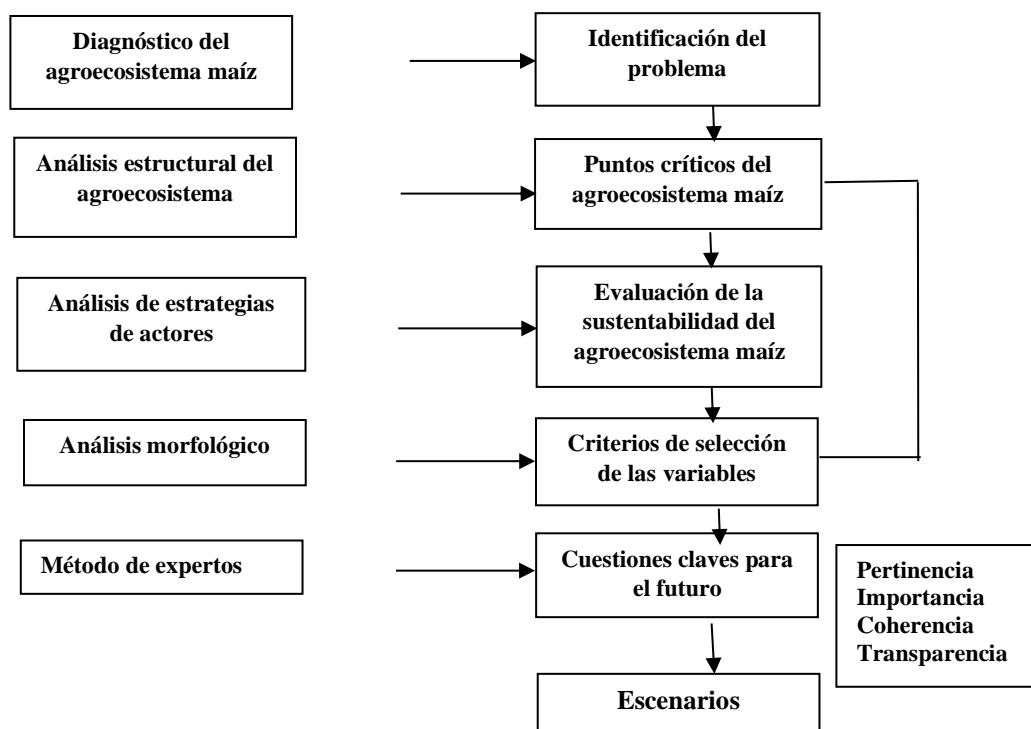 Diagnóstico del
agroecosistema maíz
Identificación del
problema
Análisis estructural del
agroecosistema
Puntos críticos del
agroecosistema maíz
Análisis de estrategias
de actores
Evaluación de la
sustentabilidad del
agroecosistema maíz
Análisis morfológico
Criterios de selección
de las variables
Método de expertos
Cuestiones claves para
el futuro
Pertinencia
Importancia
Coherencia
Transparencia
Escenarios